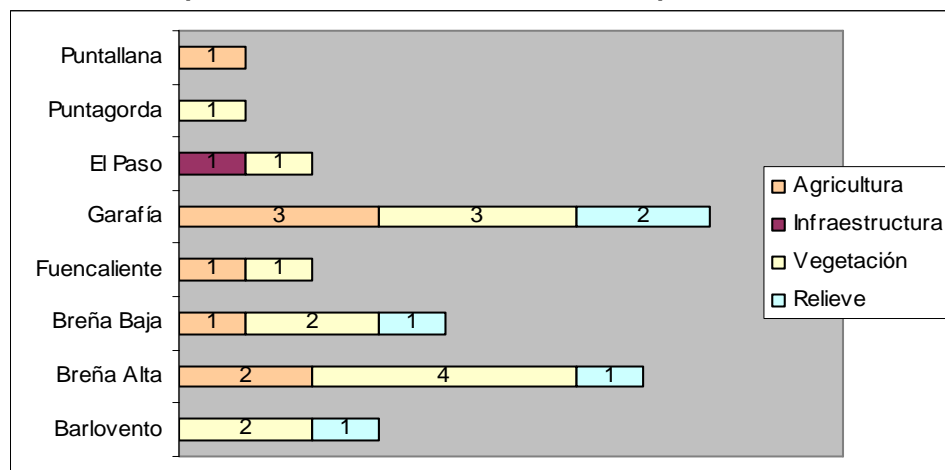 Puntallana 1
Puntagorda 1
El Paso 1 1
Garafía 3 3 2
Fuencaliente 1 1
Breña Baja 1 2 1
Breña Alta 2 4 1
Barlovento 2 1
Agricultura
Infraestructura
Vegetación
Relieve